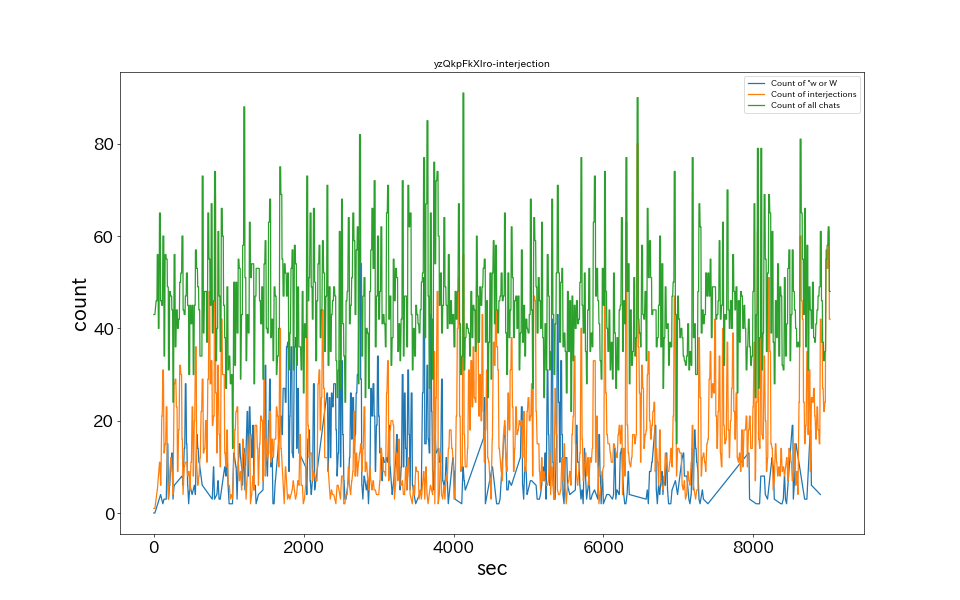 yzQkpFkXIro-interjection
Count of "w or W
Count of interjections
Count of all chats
80
60
40
20
0
count
0 2000 4000 6000 8000
sec